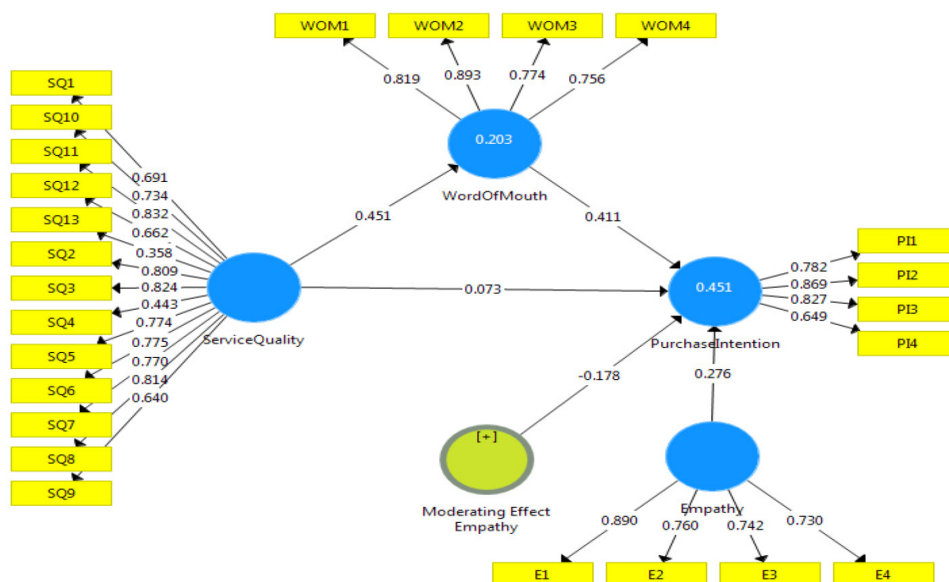 WOM1 WOM2 WOM3 WOM4
0.819 0.893 0.774 0.756
0.203
WordOfMouth
SQ1
SQ10
SQ11
SQ12
SQ13
SQ2
SQ3
SQ4
SQ5
SQ6
SQ7
SQ8
SQ9
0.691
0.734
0.832
0.662
0.358
0.809
0.824
0.443
0.774
0.775
0.770
0.814
0.640
ServiceQuality
0.451
0.411
0.073
0.451
PurchaseIntention
0.782
0.869
0.827
0.649
PI1
PI2
PI3
PI4
-0.178
0.276
[+]
Moderating Effect
Empathy
Empathy
0.890 0.760 0.742 0.730
E1 E2 E3 E4